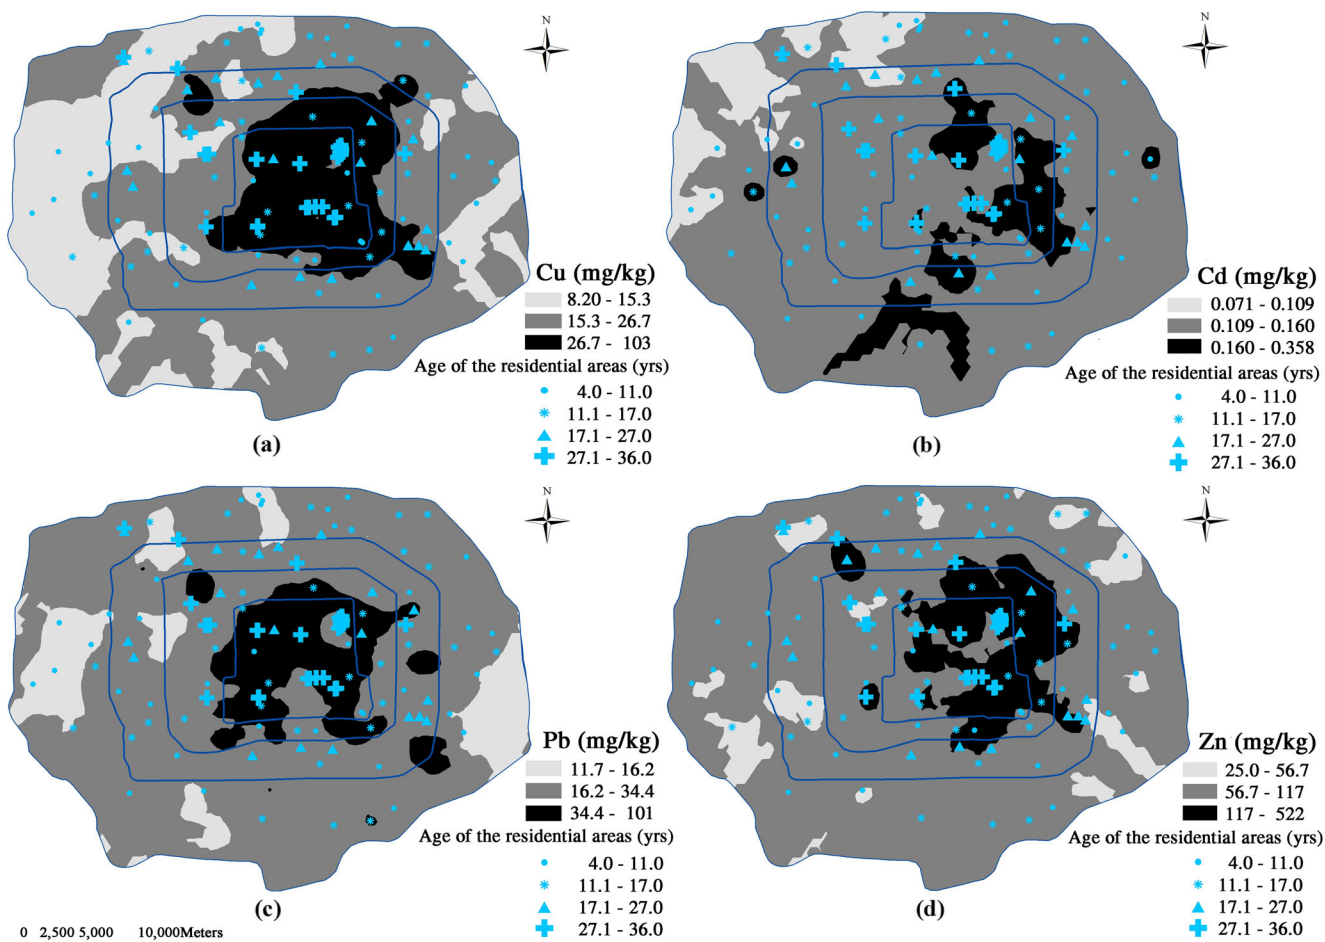 N
Cu (mg/kg)
8.20 - 15.3
15.3 - 26.7
26.7 - 103
Age of the residential areas (yrs)
4.0 - 11.0
11.1 - 17.0
17.1 - 27.0
27.1 - 36.0
(a)
N
Cd (mg/kg)
0.071 - 0.109
0.109 - 0.160
0.160 - 0.358
Age of the residential areas (yrs)
4.0 - 11.0
11.1 - 17.0
17.1 - 27.0
27.1 - 36.0
(b)
N
Pb (mg/kg)
11.7 - 16.2
16.2 - 34.4
34.4 - 101
Age of the residential areas (yrs)
4.0 - 11.0
11.1 - 17.0
17.1 - 27.0
27.1 - 36.0
(c)
0 2,500 5,000 10,000Meters
N
Zn (mg/kg)
25.0 - 56.7
56.7 - 117
117 - 522
Age of the residential areas (yrs)
4.0 - 11.0
11.1 - 17.0
17.1 - 27.0
27.1 - 36.0
(d)